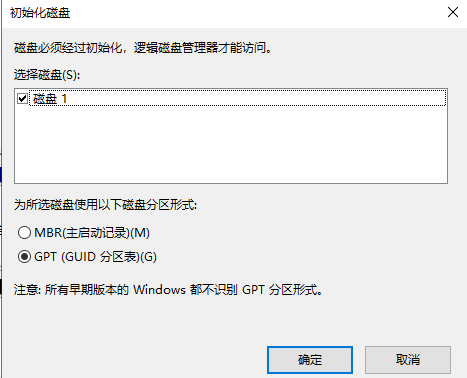 初始化磁盘
磁盘必须经过初始化，逻辑磁盘管理器才能访问。
选择磁盘(S):
磁盘 1
为所选磁盘使用以下磁盘分区形式:
MBR(主启动记录)(M)
GPT (GUID 分区表)(G)
注意: 所有早期版本的 Windows 都不识别 GPT 分区形式。
确定
取消